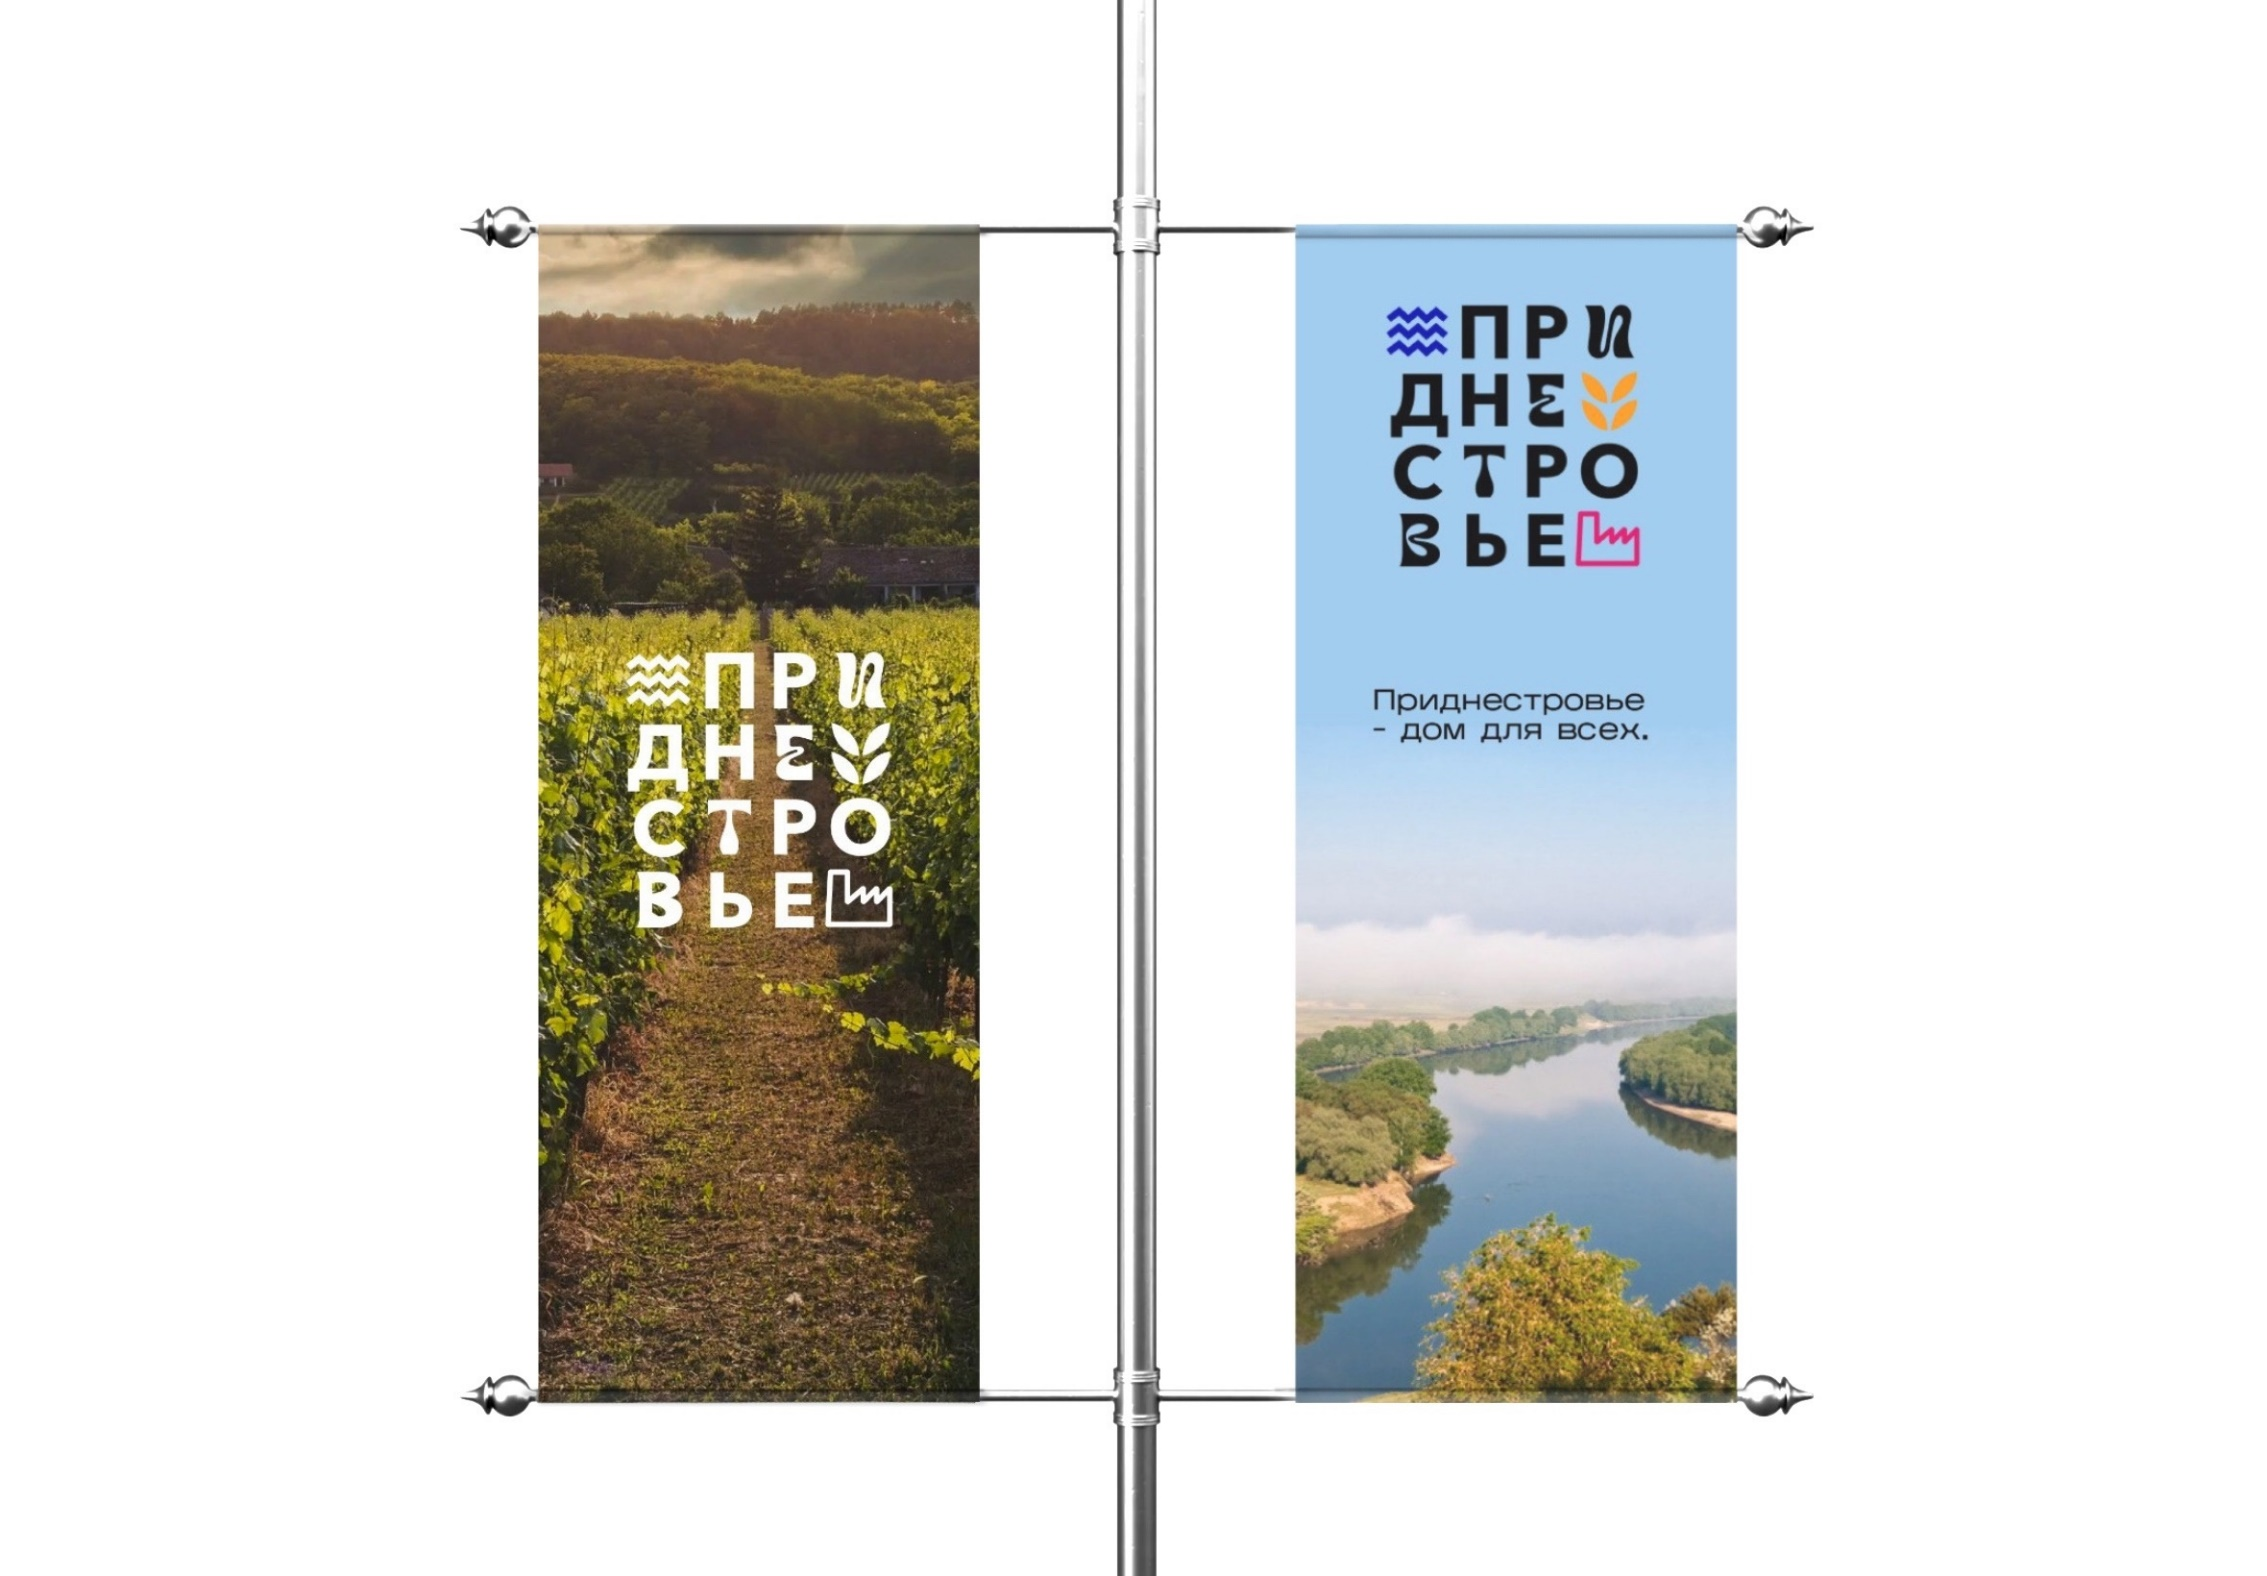 ПРИ
ДНЕ
СТРО
ВЬЕ
ПРИ
ДНЕ
СТРО
ВЬЕ
Приднестровье
- дом для всех.